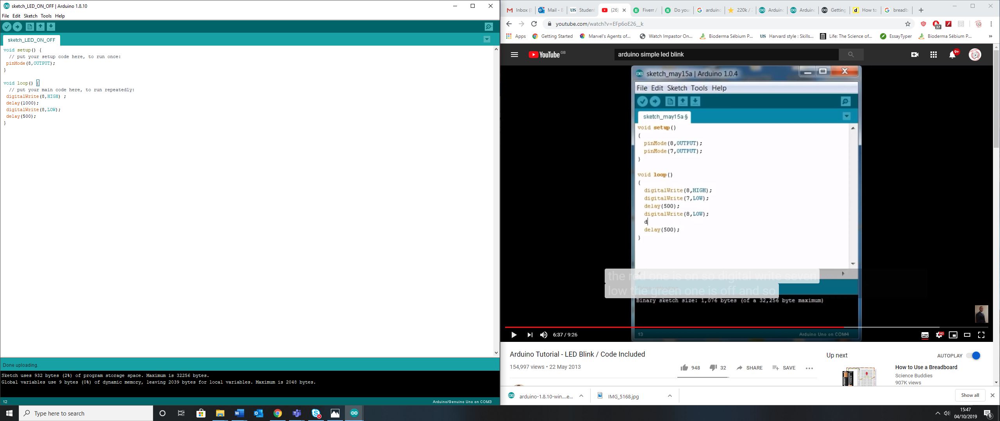 sketch_LED_ON_OFF | Arduino 1.8.10
File Edit Sketch Tools Help
sketch_LED_ON_OFF
void setup() {
// put your setup code here, to run once:
pinMode(8,OUTPUT);
}
void loop() {
// put your main code here, to run repeatedly:
digitalWrite(8,HIGH) ;
delay(1000);
digitalWrite(8,LOW);
delay(500);
}
Done uploading.
Sketch uses 932 bytes (2%) of program storage space. Maximum is 32256 bytes.
Global variables use 9 bytes (0%) of dynamic memory, leaving 2039 bytes for local variables. Maximum is 2048 bytes.
12
Arduino/Genuino Uno on COM3
Inbox (
Mail - B
US Student
(26)
Fiverr /
Do you
arduino
220k /
Arduino
Arduino
Getting
How to
breadb
youtube.com/watch?v=EFp6oE26__k
37
Apps
Getting Started
Marvel's Agents of...
Watch Impastor On...
Bioderma Sébium P...
US Harvard style : Skills...
Life: The Science of...
EssayTyper
Bioderma Sébium P...
»
YouTube GB
arduino simple led blink
9+
sketch_may15a | Arduino 1.0.4
File Edit Sketch Tools Help
sketch_may15a §
void setup()
{
pinMode(8,OUTPUT);
pinMode(7,OUTPUT);
}
void loop()
{
digitalWrite(8,HIGH);
digitalWrite(7,LOW);
delay(500);
digitalWrite(8,LOW);
d
delay(500);
}
the red one is on so digital write seven
low the green one is off and so
Binary sketch size: 1,076 bytes (of a 32,256 byte maximum)
13
Arduino Uno on COM4
6:37 / 9:26
HD
Arduino Tutorial - LED Blink / Code Included
154,997 views • 22 May 2013
948
32
SHARE
SAVE
Up next
AUTOPLAY
How to Use a Breadboard
Science Buddies
907K views
arduino-1.8.10-win....e...
IMG_5168.jpg
Show all
Type here to search
15:47
04/10/2019
6